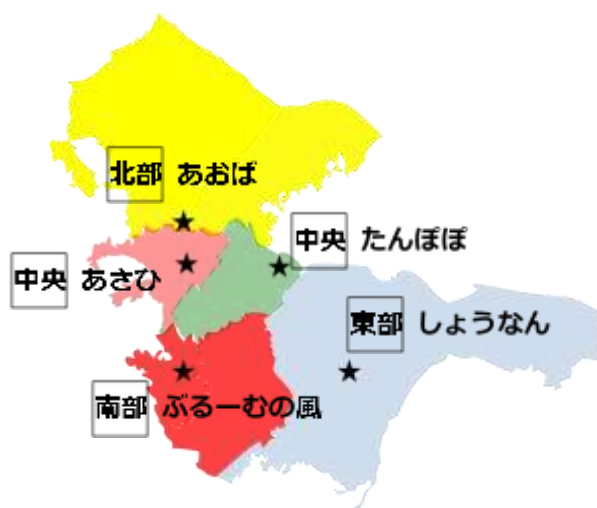 北部 あおば
中央 たんぽぽ
中央 あさひ
東部 しょうなん
南部 ぶるーむの風